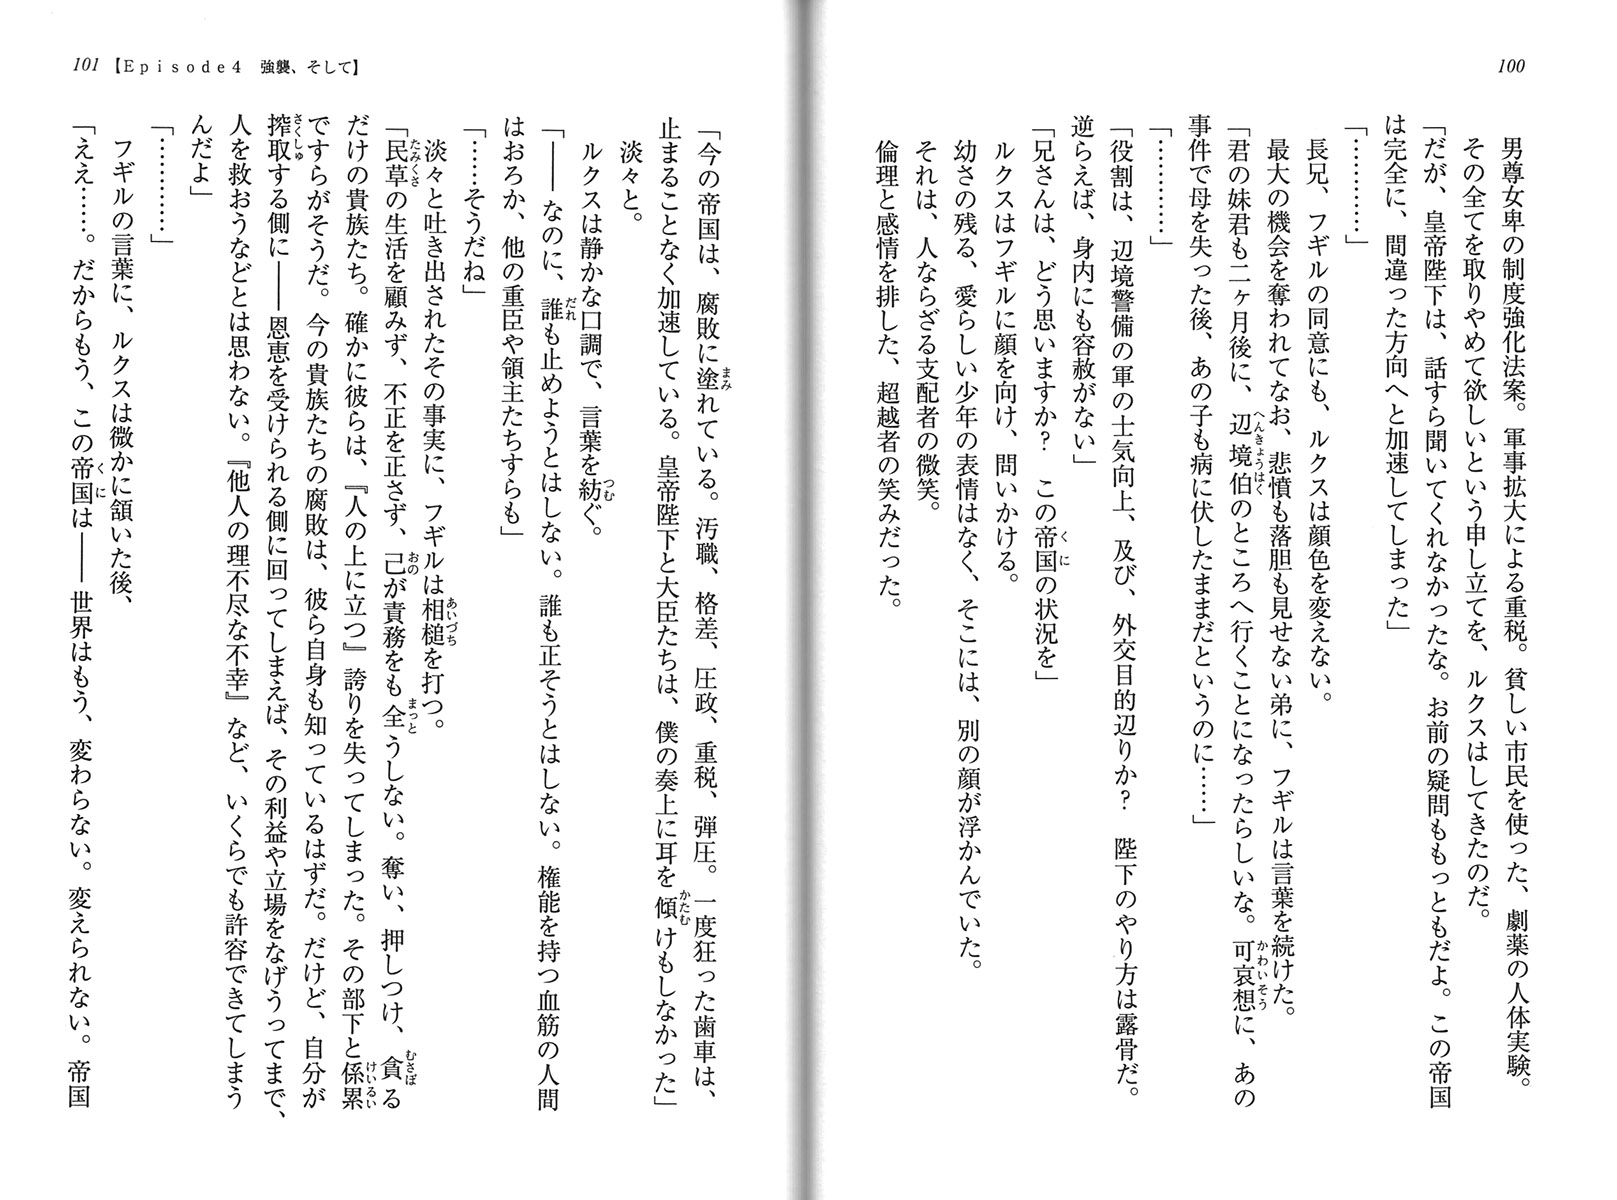 100
男尊女卑の制度強化法案。軍事拡大による重税。貧しい市民を使った、劇薬の人体実験。
その全てを取りやめて欲しいという申し立てを、ルクスはしてきたのだ。
「だが、皇帝陛下は、話すら聞いてくれなかったな。お前の疑問ももっともだよ。この帝国
は完全に、間違った方向へと加速してしまった」
「…………」
長兄、フギルの同意にも、ルクスは顔色を変えない。
最大の機会を奪われてなお、悲憤も落胆も見せない弟に、フギルは言葉を続けた。
「君の妹君も二ヶ月後に、辺境伯のところへ行くことになったらしいな。可哀想に、あの
事件で母を失った後、あの子も病に伏したままだというのに……」
「…………」
「役割は、辺境警備の軍の士気向上、及び、外交目的辺りか？　陛下のやり方は露骨だ。
逆らえば、身内にも容赦がない」
「兄さんは、どう思いますか？　この帝国の状況を」
ルクスはフギルに顔を向け、問いかける。
幼さの残る、愛らしい少年の表情はなく、そこには、別の顔が浮かんでいた。
それは、人ならざる支配者の微笑。
倫理と感情を排した、超越者の笑みだった。
101【Episode4　強襲、そして】
「今の帝国は、腐敗に塗れている。汚職、格差、圧政、重税、弾圧。一度狂った歯車は、
止まることなく加速している。皇帝陛下と大臣たちは、僕の奏上に耳を傾けもしなかった」
淡々と。
ルクスは静かな口調で、言葉を紡ぐ。
「――なのに、誰も止めようとはしない。誰も正そうとはしない。権能を持つ血筋の人間
はおろか、他の重臣や領主たちすらも」
「……そうだね」
淡々と吐き出されたその事実に、フギルは相槌を打つ。
「民草の生活を顧みず、不正を正さず、己が責務をも全うしない。奪い、押しつけ、貪る
だけの貴族たち。確かに彼らは、『人の上に立つ』誇りを失ってしまった。その部下と係累
ですらがそうだ。今の貴族たちの腐敗は、彼ら自身も知っているはずだ。だけど、自分が
搾取する側に――恩恵を受けられる側に回ってしまえば、その利益や立場をなげうってまで、
人を救おうなどとは思わない。『他人の理不尽な不幸』など、いくらでも許容できてしまう
んだよ」
「…………」
フギルの言葉に、ルクスは微かに頷いた後、
「ええ……。だからもう、この帝国は――世界はもう、変わらない。変えられない。帝国